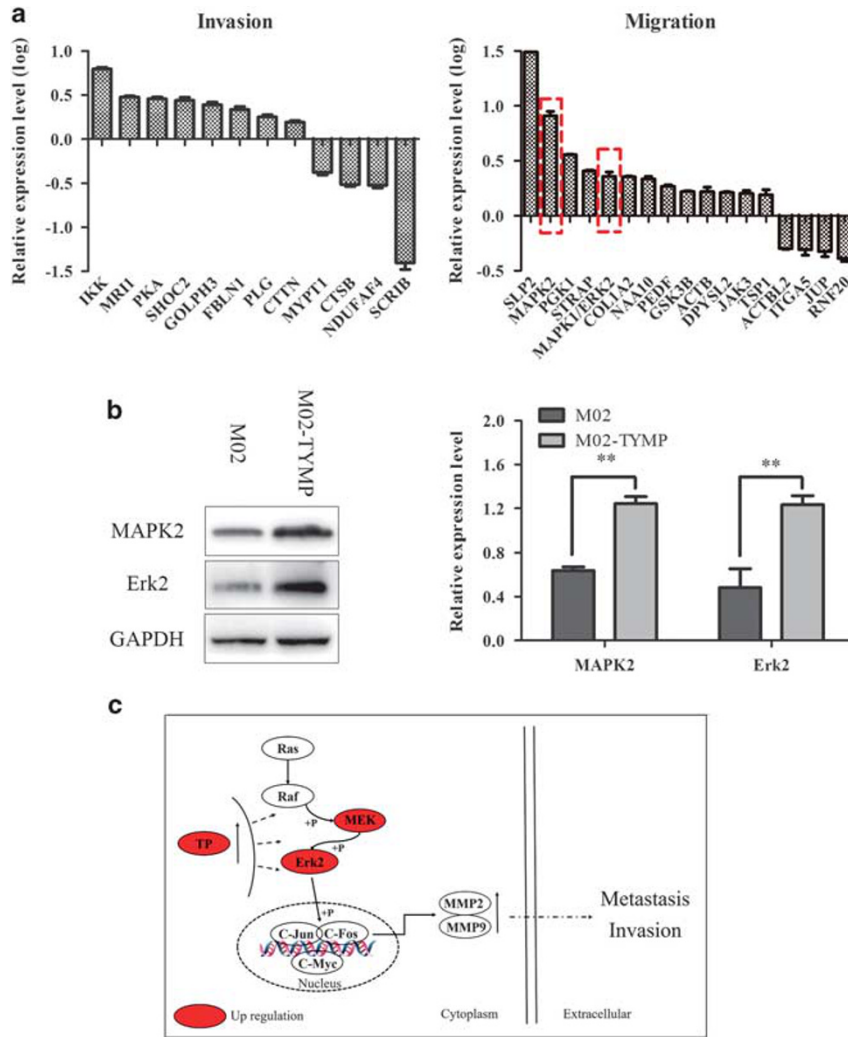 a
Invasion
Relative expression level (log)
1.0
0.5
0.0
-0.5
-1.0
-1.5
IKK
MRI1
PKA
SHOC2
GOLPH3
FBLN1
PLG
CTTN
MYPT1
CTSB
NDUFAF4
SCRIB
Migration
Relative expression level (log)
1.5
1.0
0.5
0.0
-0.5
SLP2
MAPK2
PGK1
STRAP
MAPK1/ERK2
COL1A2
NAA10
PEDF
GSK3B
ACTB
DPYSL2
JAK3
TSP1
ACTBL2
ITGA5
JUP
RNF20
b
M02
M02-TYMP
MAPK2
Erk2
GAPDH
Relative expression level
2.0
1.6
1.2
0.8
0.4
0.0
M02
M02-TYMP
**
**
MAPK2
Erk2
c
Ras
Raf
+P
MEK
TP
+P
Erk2
+P
C-Jun
C-Fos
C-Myc
Nucleus
MMP2
MMP9
Metastasis
Invasion
Up regulation
Cytoplasm
Extracellular